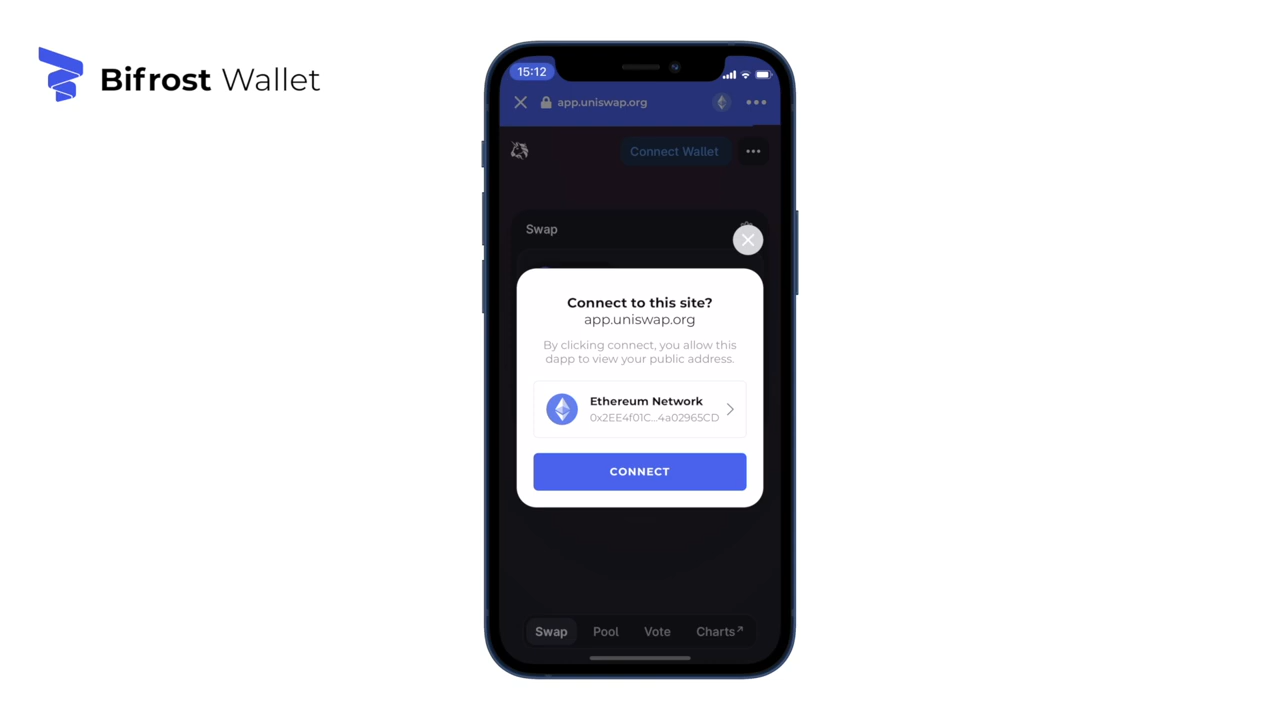 Bifrost Wallet
15:12
app.uniswap.org
Connect Wallet
Swap
Connect to this site?
app.uniswap.org
By clicking connect, you allow this
dapp to view your public address.
Ethereum Network
0x2EE4f01C...4a02965CD
CONNECT
Swap Pool Vote Charts↗